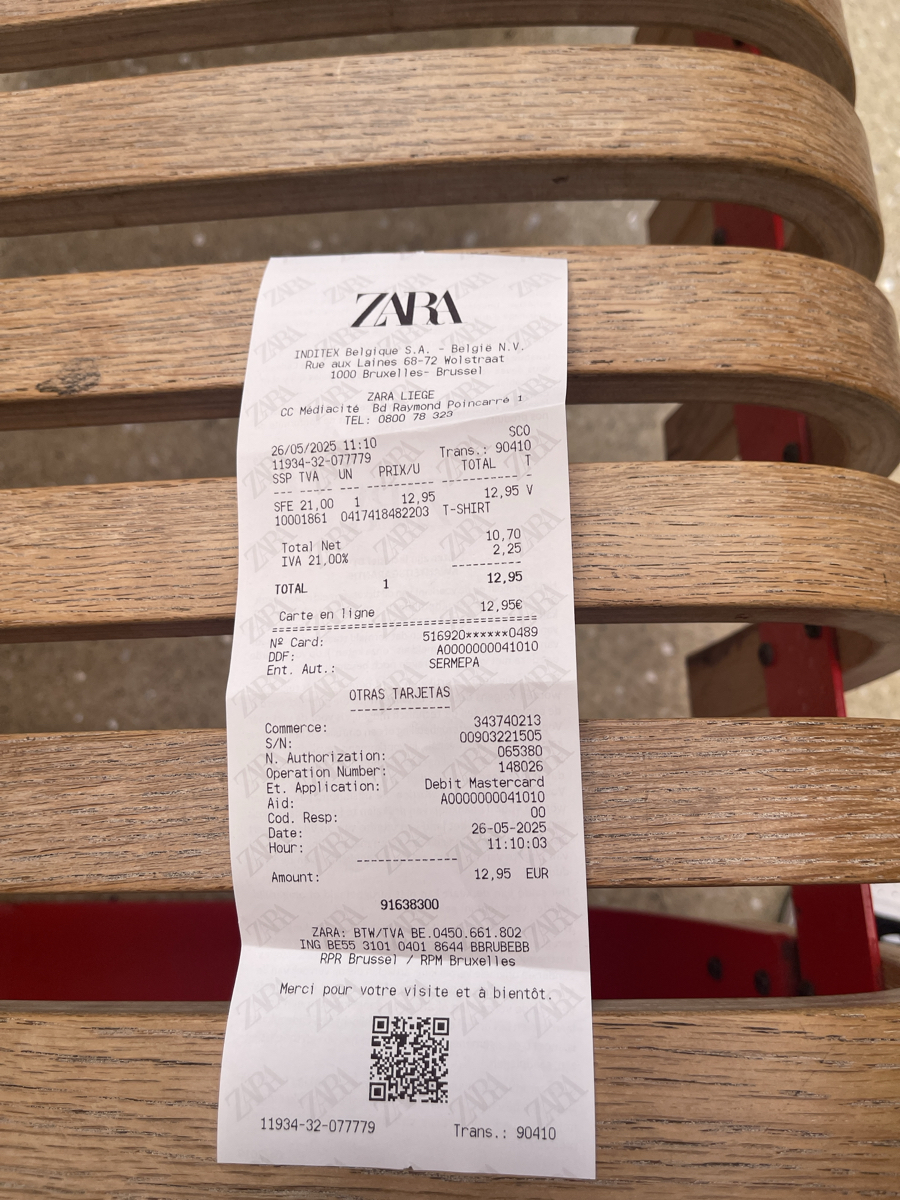 ZARA
INDITEX Belgique S.A. - België N.V.
Rue aux Laines 68-72 Wolstraat
1000 Bruxelles- Brussel
ZARA LIEGE
CC Médiacité Bd Raymond Poincarré 1
TEL: 0800 78 323
SCO
26/05/2025 11:10
11934-32-077779 Trans.: 90410
SSP TVA UN PRIX/U TOTAL T
--- ----- --- ---------- ----------- -
SFE 21,00 1 12,95 12,95 V
10001861 0417418482203 T-SHIRT
Total Net 10,70
IVA 21,00% 2,25
----------
TOTAL 1 12,95
Carte en ligne 12,95€
======================================
Nº Card: 516920******0489
DDF: A0000000041010
Ent. Aut.: SERMEPA
OTRAS TARJETAS
--------------
Commerce: 343740213
S/N: 00903221505
N. Authorization: 065380
Operation Number: 148026
Et. Application: Debit Mastercard
Aid: A0000000041010
Cod. Resp: 00
Date: 26-05-2025
Hour: 11:10:03
--------------
Amount: 12,95 EUR
91638300
ZARA: BTW/TVA BE.0450.661.802
ING BE55 3101 0401 8644 BBRUBEBB
RPR Brussel / RPM Bruxelles
Merci pour votre visite et à bientôt.
11934-32-077779 Trans.: 90410